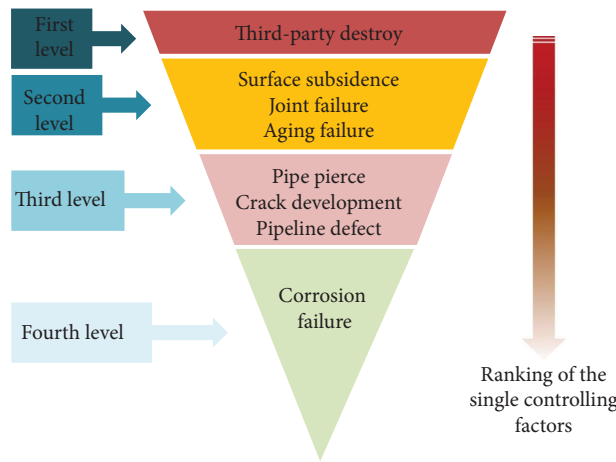 First
level
Third-party destroy
Second
level
Surface subsidence
Joint failure
Aging failure
Third level
Pipe pierce
Crack development
Pipeline defect
Fourth level
Corrosion
failure
Ranking of the
single controlling
factors